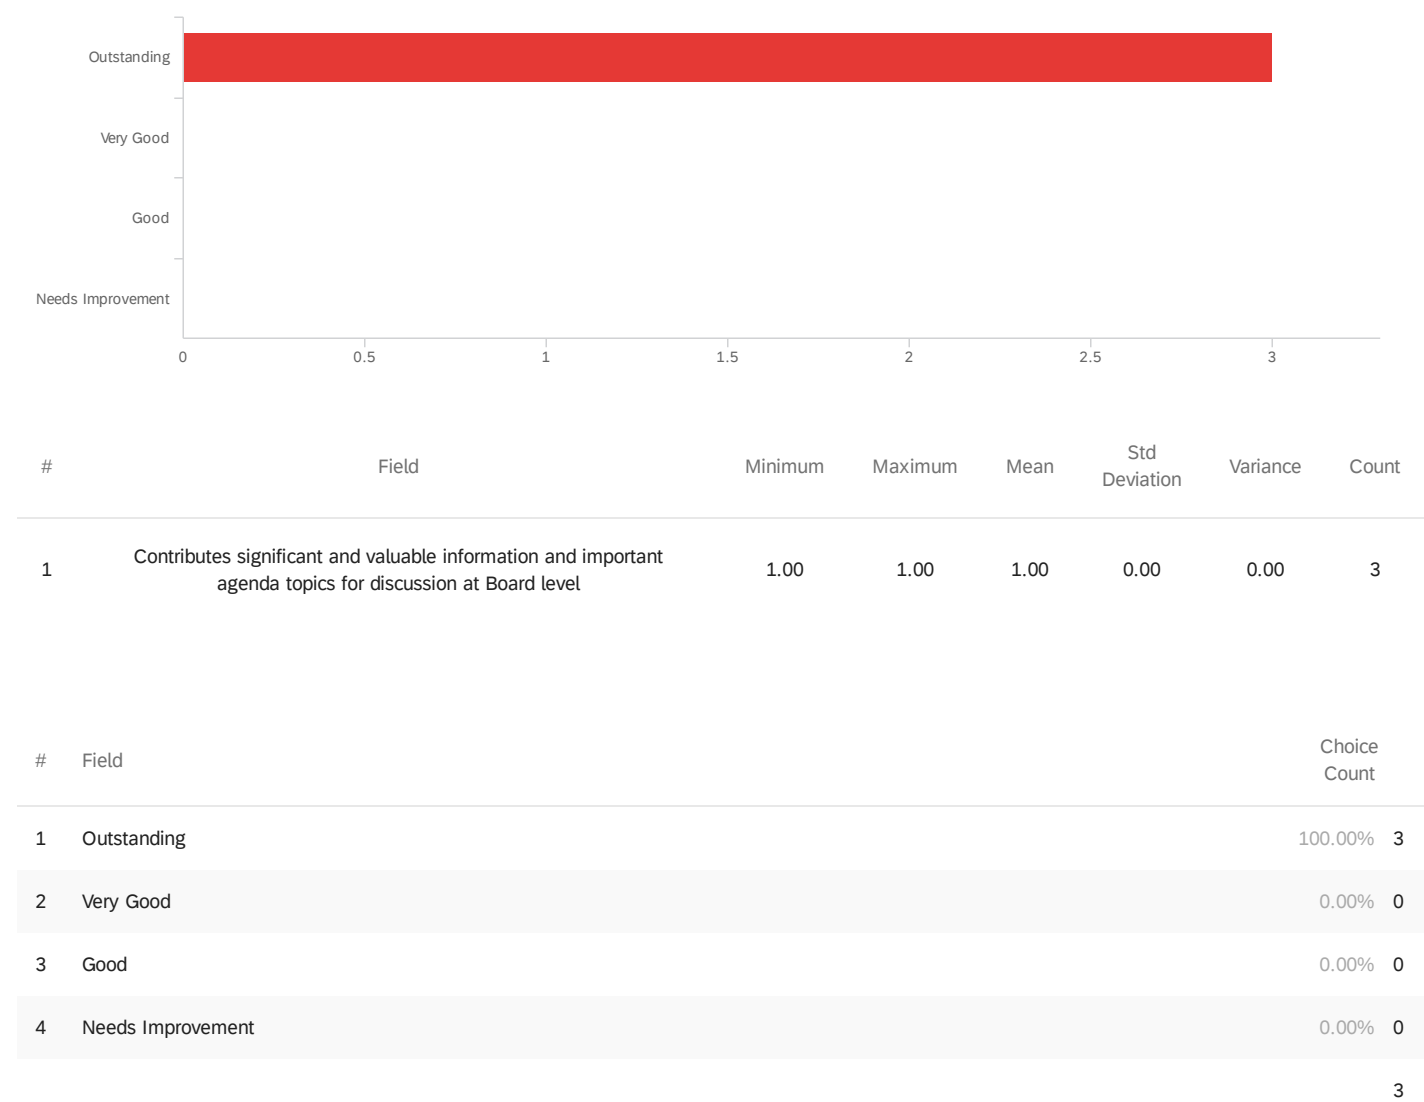 Outstanding
Very Good
Good
Needs Improvement
0 0.5 1 1.5 2 2.5 3
# Field Minimum Maximum Mean Std Deviation Variance Count
1 Contributes significant and valuable information and important
agenda topics for discussion at Board level 1.00 1.00 1.00 0.00 0.00 3
# Field Choice
Count
1 Outstanding 100.00% 3
2 Very Good 0.00% 0
3 Good 0.00% 0
4 Needs Improvement 0.00% 0
3